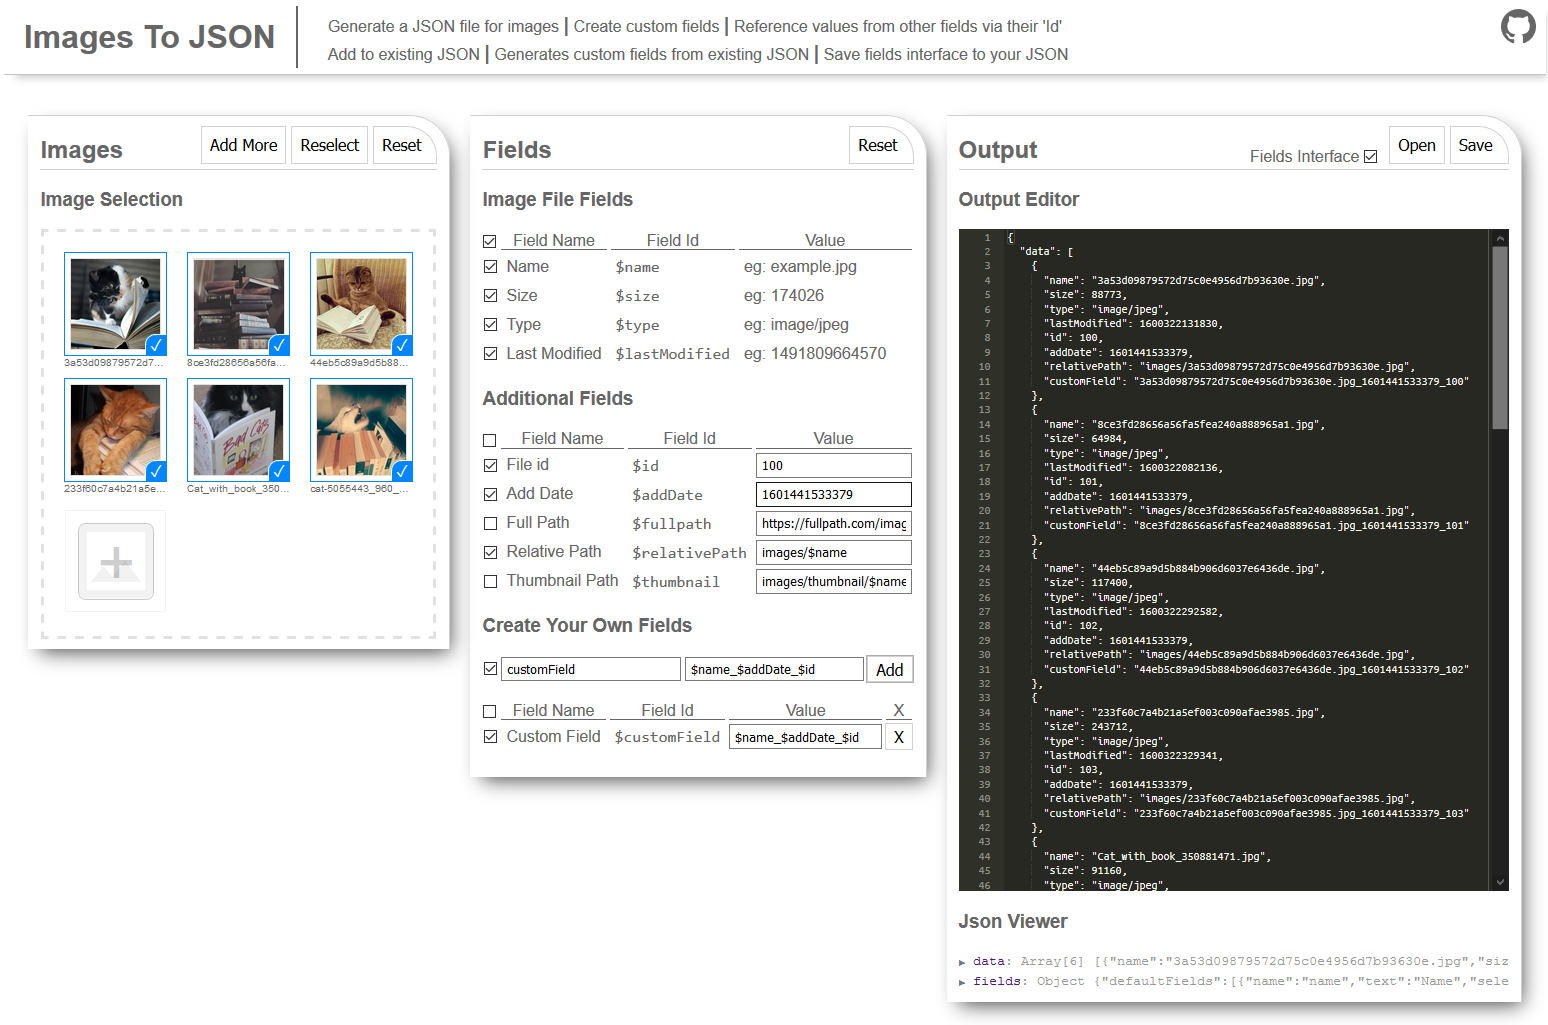 Images To JSON
Generate a JSON file for images | Create custom fields | Reference values from other fields via their 'Id'
Add to existing JSON | Generates custom fields from existing JSON | Save fields interface to your JSON
Images
Add More
Reselect
Reset
Image Selection
3a53d09879572d7...
8ce3fd28656a56fa...
44eb5c89a9d5b88...
Bad Cats
233f60c7a4b21a5e...
Cat_with_book_350...
cat-5055443_960_...
Fields
Reset
Image File Fields
Field Name Field Id Value
Name $name eg: example.jpg
Size $size eg: 174026
Type $type eg: image/jpeg
Last Modified $lastModified eg: 1491809664570
Additional Fields
Field Name Field Id Value
File id $id 100
Add Date $addDate 1601441533379
Full Path $fullpath https://fullpath.com/imag
Relative Path $relativePath images/$name
Thumbnail Path $thumbnail images/thumbnail/$name
Create Your Own Fields
customField $name_$addDate_$id Add
Field Name Field Id Value X
Custom Field $customField $name_$addDate_$id X
Output
Fields Interface
Open
Save
Output Editor
1 {
2 "data": [
3 {
4 "name": "3a53d09879572d75c0e4956d7b93630e.jpg",
5 "size": 88773,
6 "type": "image/jpeg",
7 "lastModified": 1600322131830,
8 "id": 100,
9 "addDate": 1601441533379,
10 "relativePath": "images/3a53d09879572d75c0e4956d7b93630e.jpg",
11 "customField": "3a53d09879572d75c0e4956d7b93630e.jpg_1601441533379_100"
12 },
13 {
14 "name": "8ce3fd28656a56fa5fea240a888965a1.jpg",
15 "size": 64984,
16 "type": "image/jpeg",
17 "lastModified": 1600322082136,
18 "id": 101,
19 "addDate": 1601441533379,
20 "relativePath": "images/8ce3fd28656a56fa5fea240a888965a1.jpg",
21 "customField": "8ce3fd28656a56fa5fea240a888965a1.jpg_1601441533379_101"
22 },
23 {
24 "name": "44eb5c89a9d5b884b906d6037e6436de.jpg",
25 "size": 117400,
26 "type": "image/jpeg",
27 "lastModified": 1600322292582,
28 "id": 102,
29 "addDate": 1601441533379,
30 "relativePath": "images/44eb5c89a9d5b884b906d6037e6436de.jpg",
31 "customField": "44eb5c89a9d5b884b906d6037e6436de.jpg_1601441533379_102"
32 },
33 {
34 "name": "233f60c7a4b21a5ef003c090afae3985.jpg",
35 "size": 243712,
36 "type": "image/jpeg",
37 "lastModified": 1600322329341,
38 "id": 103,
39 "addDate": 1601441533379,
40 "relativePath": "images/233f60c7a4b21a5ef003c090afae3985.jpg",
41 "customField": "233f60c7a4b21a5ef003c090afae3985.jpg_1601441533379_103"
42 },
43 {
44 "name": "Cat_with_book_350881471.jpg",
45 "size": 91160,
46 "type": "image/jpeg",
Json Viewer
data: Array[6] [{"name":"3a53d09879572d75c0e4956d7b93630e.jpg","siz
fields: Object {"defaultFields":[{"name":"name","text":"Name","sele